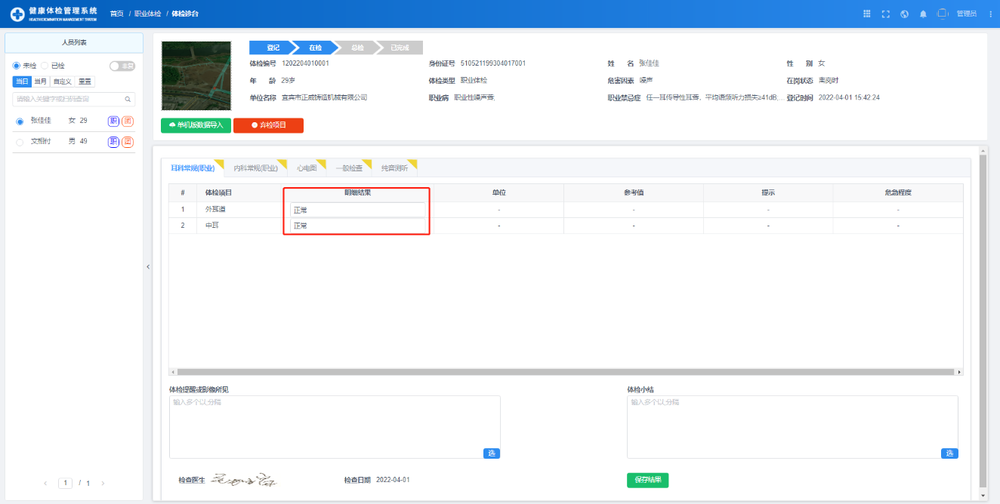 健康体检管理系统 首页 / 职业体检 / 体检诊台 管理员
HEALTH EXAMINATION MANAGEMENT SYSTEM
人员列表
未检 已检 非急
当日 当月 自定义 重置
请输入关键字或扫码查询
张佳佳 女 29 职 团
文相付 男 49 职 团
1 / 1
登记 在检 总检 已完成
体检编号 1202204010001 身份证号 510521199304017001 姓 名 张佳佳 性 别 女
年 龄 29岁 体检类型 职业体检 危害因素 噪声 在岗状态 离岗时
单位名称 宜宾市正威铸造机械有限公司 职业病 职业性噪声聋; 职业禁忌症 任一耳传导性耳聋，平均语频听力损失≥41dB;... 登记时间 2022-04-01 15:42:24
单机版数据导入 弃检项目
耳科常规(职业) 内科常规(职业) 心电图 一般检查 纯音测听
# 体检项目 明细结果 单位 参考值 提示 危急程度
1 外耳道 正常 - - - -
2 中耳 正常 - - - -
体检提醒或影像所见 体检小结
输入多个以;分隔 输入多个以;分隔
选 选
检查医生 检查日期 2022-04-01 保存结果